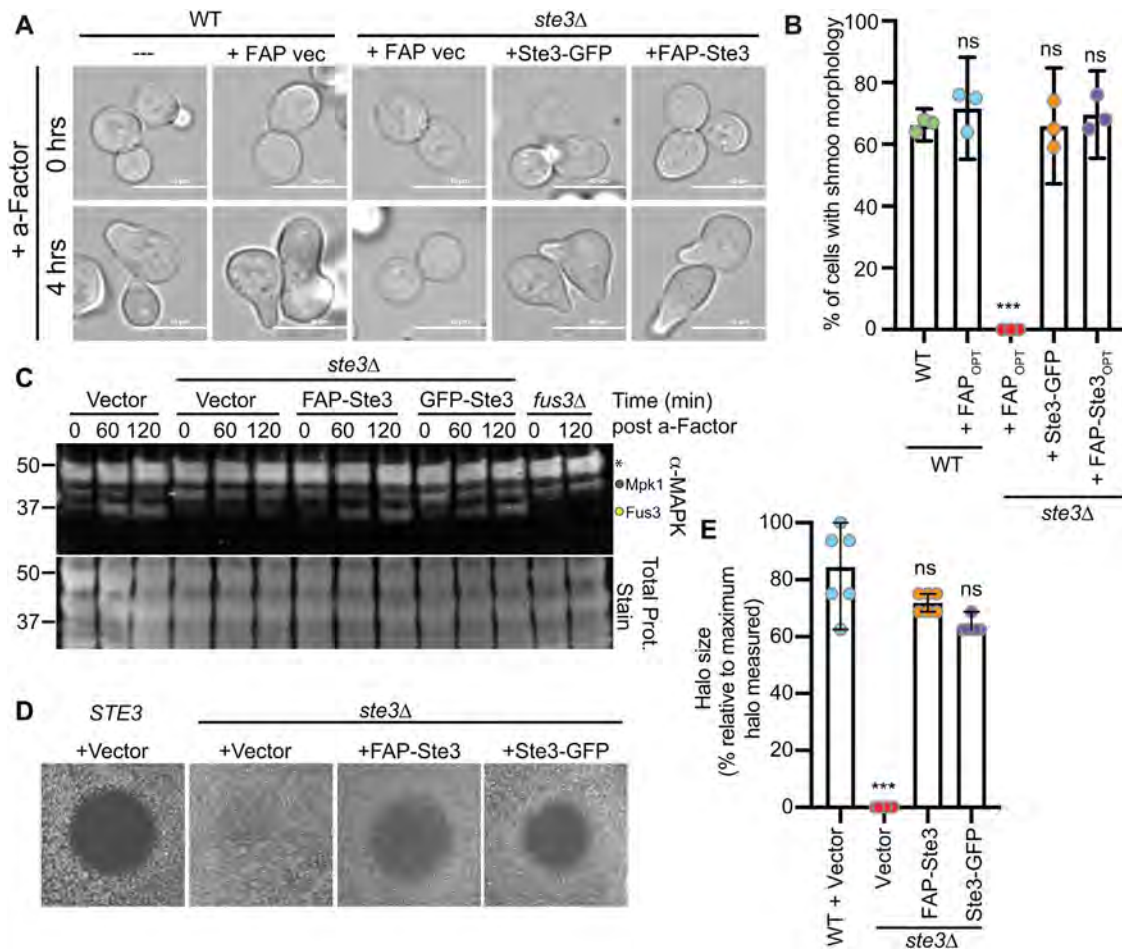 A
WT
ste3Δ
---
+ FAP vec
+ FAP vec
+Ste3-GFP
+FAP-Ste3
+ a-Factor
0 hrs
4 hrs
B
% of cells with shmoo morphology
100
80
60
40
20
0
ns
***
ns
ns
WT
+ FAPOPT
+ FAPOPT
+ Ste3-GFP
+ FAP-Ste3OPT
WT
ste3Δ
C
ste3Δ
Vector
Vector
FAP-Ste3
GFP-Ste3
fus3Δ
Time (min)
0 60 120 0 60 120 0 60 120 0 60 120 0 120
post a-Factor
50
37
*
Mpk1
Fus3
α-MAPK
50
37
Total Prot.
Stain
D
STE3
ste3Δ
+Vector
+Vector
+FAP-Ste3
+Ste3-GFP
E
Halo size
(% relative to maximum
halo measured)
100
80
60
40
20
0
***
ns
ns
WT + Vector
Vector
FAP-Ste3
Ste3-GFP
ste3Δ